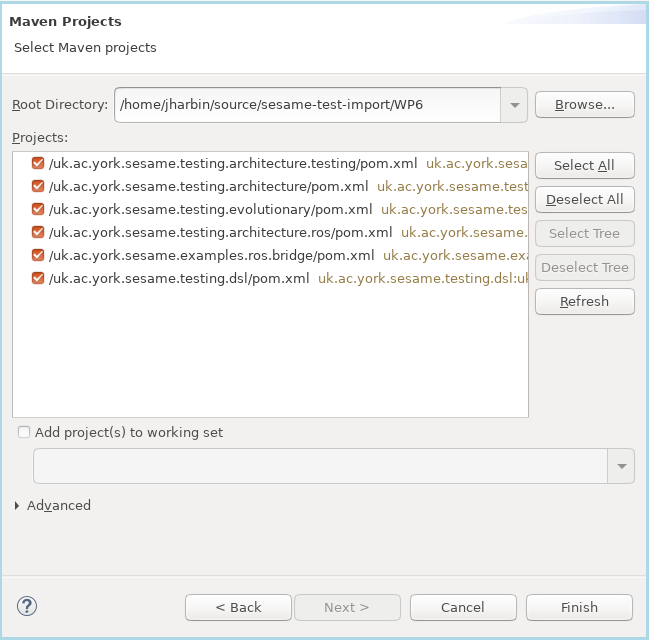 Maven Projects
Select Maven projects
Root Directory: /home/jharbin/source/sesame-test-import/WP6 Browse...
Projects:
/uk.ac.york.sesame.testing.architecture.testing/pom.xml uk.ac.york.sesa
Select All
/uk.ac.york.sesame.testing.architecture/pom.xml uk.ac.york.sesame.test
Deselect All
/uk.ac.york.sesame.testing.evolutionary/pom.xml uk.ac.york.sesame.tes
/uk.ac.york.sesame.testing.architecture.ros/pom.xml uk.ac.york.sesame.
Select Tree
/uk.ac.york.sesame.examples.ros.bridge/pom.xml uk.ac.york.sesame.exa
Deselect Tree
/uk.ac.york.sesame.testing.dsl/pom.xml uk.ac.york.sesame.testing.dsl:uk
Refresh
Add project(s) to working set
Advanced
? < Back Next > Cancel Finish